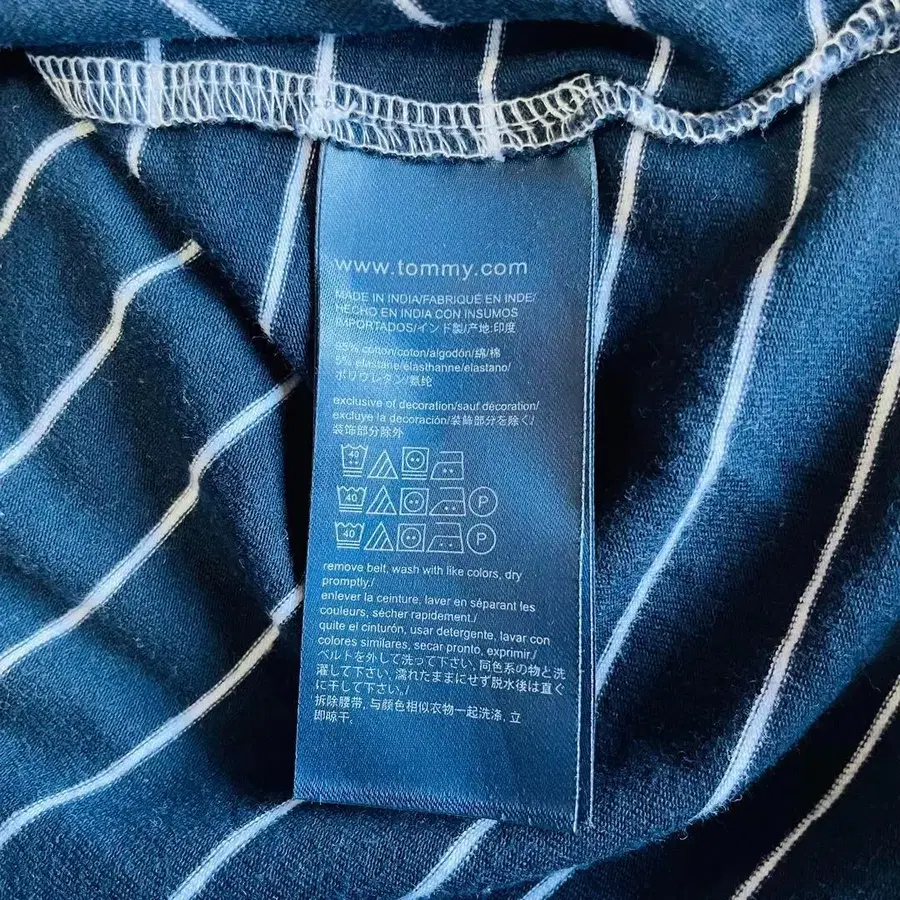 www.tommy.com
MADE IN INDIA/FABRIQUÉ EN INDE/
HECHO EN INDIA CON INSUMOS
IMPORTADOS/インド製/产地:印度
95% cotton/coton/algodón/綿/棉
5% elastane/élasthanne/elastano/
ポリウレタン/氨纶
exclusive of decoration/sauf décoration/
excluye la decoración/装飾部分を除く/
装饰部分除外
40
40 P
40 P
remove belt, wash with like colors, dry
promptly./
enlever la ceinture, laver en séparant les
couleurs, sécher rapidement./
quite el cinturón, usar detergente, lavar con
colores similares, secar pronto, exprimir/
ベルトを外して洗って下さい, 同色系の物と洗
濯して下さい, 濡れたままにせず脱水後は直ぐ
に干して下さい./
拆除腰带, 与颜色相似衣物一起洗涤, 立
即晾干.